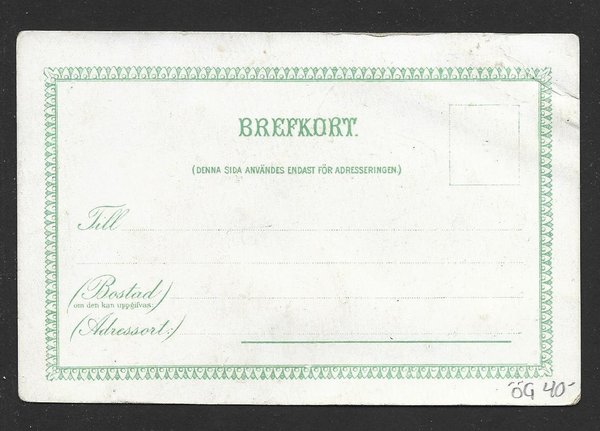 BREFKORT.
(DENNA SIDA ANVÄNDES ENDAST FÖR ADRESSERINGEN.)
Till
(Bostad)
om den kan uppgifvas:
(Adressort:)
ÖG 40-